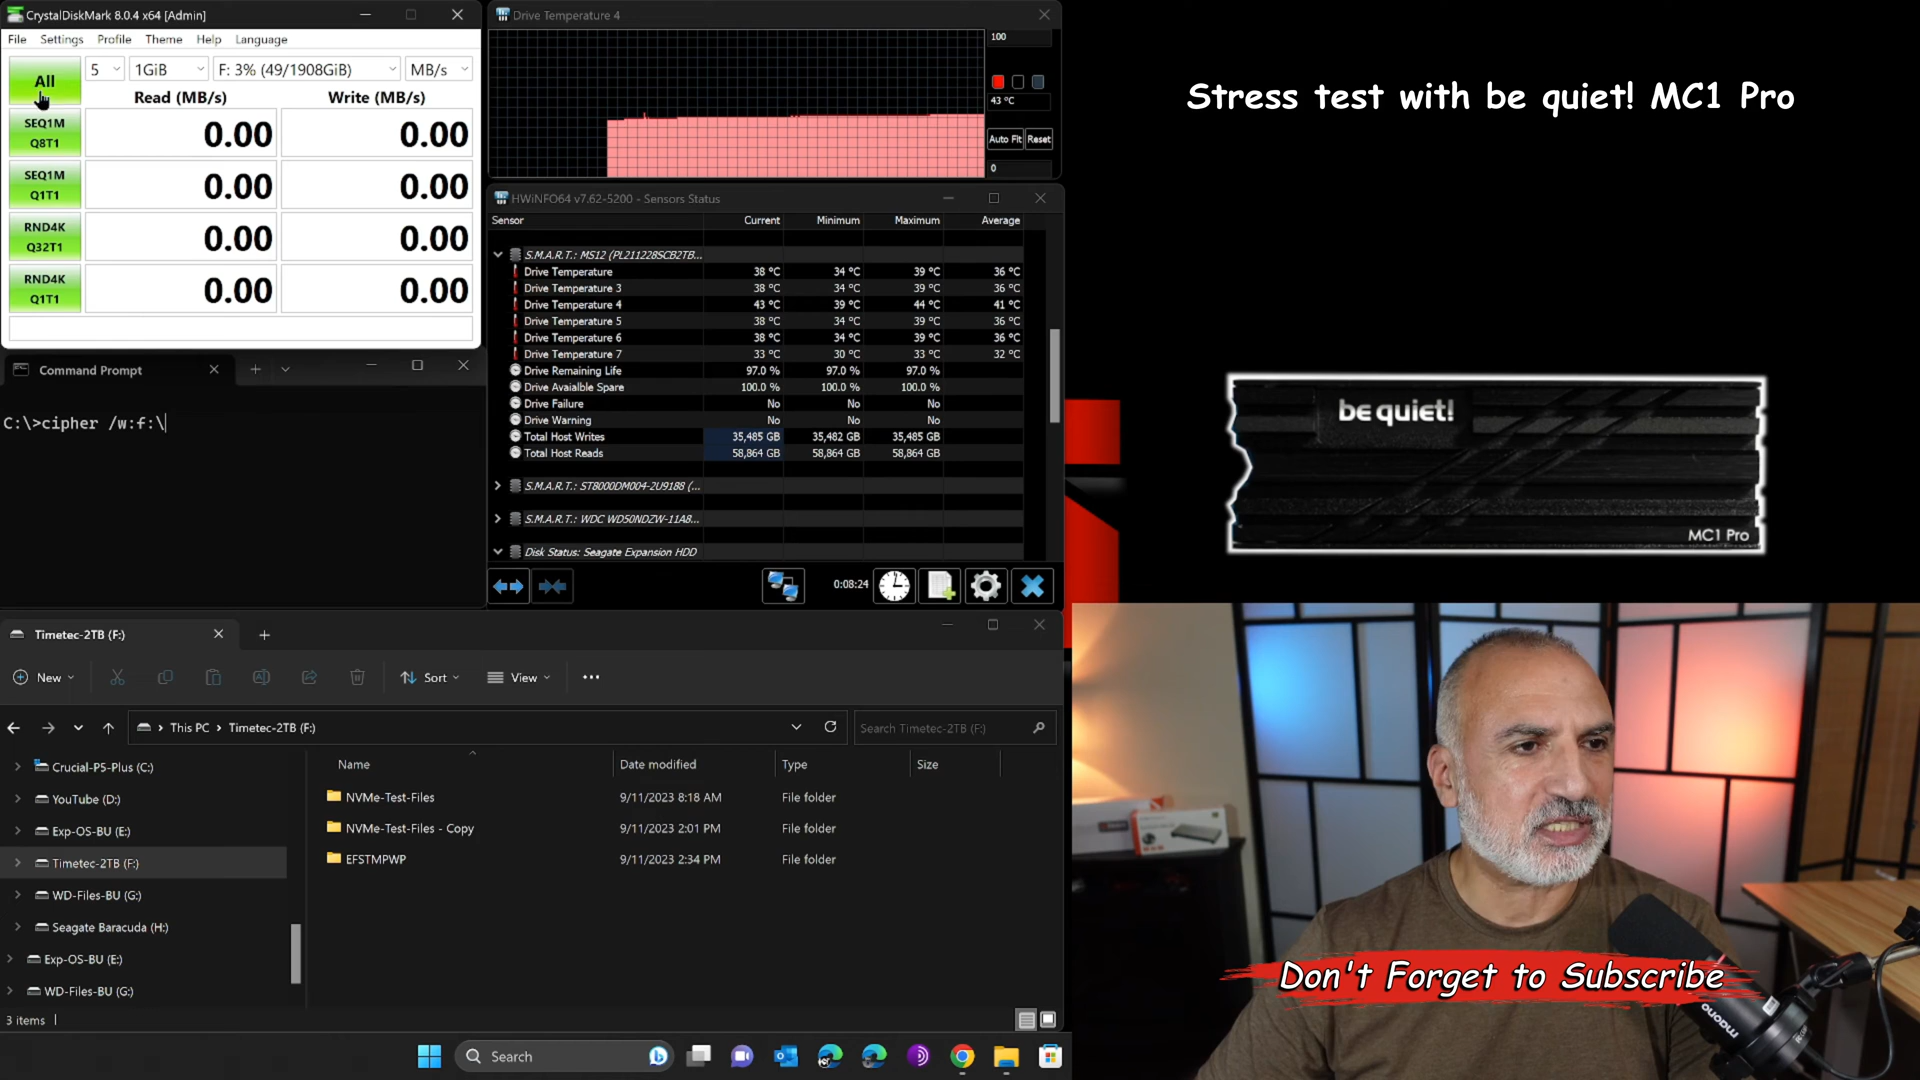 CrystalDiskMark 8.0.4 x64 [Admin]
File Settings Profile Theme Help Language
All
5
1GiB
F: 3% (49/1908GiB)
MB/s
Read (MB/s) Write (MB/s)
SEQ1M
Q8T1
0.00 0.00
SEQ1M
Q1T1
0.00 0.00
RND4K
Q32T1
0.00 0.00
RND4K
Q1T1
0.00 0.00
Drive Temperature 4
100
43 °C
Auto Fit Reset
0
HWiNFO64 v7.62-5200 - Sensors Status
Sensor Current Minimum Maximum Average
S.M.A.R.T.: MS12 (PL211228SCB2TB...
Drive Temperature 38 °C 34 °C 39 °C 36 °C
Drive Temperature 3 38 °C 34 °C 39 °C 36 °C
Drive Temperature 4 43 °C 39 °C 44 °C 41 °C
Drive Temperature 5 38 °C 34 °C 39 °C 36 °C
Drive Temperature 6 38 °C 34 °C 39 °C 36 °C
Drive Temperature 7 33 °C 30 °C 33 °C 32 °C
Drive Remaining Life 97.0 % 97.0 % 97.0 %
Drive Avaialble Spare 100.0 % 100.0 % 100.0 %
Drive Failure No No No
Drive Warning No No No
Total Host Writes 35,485 GB 35,482 GB 35,485 GB
Total Host Reads 58,864 GB 58,864 GB 58,864 GB
S.M.A.R.T.: ST8000DM004-2U9188 (...
S.M.A.R.T.: WDC WD50NDZW-11A8...
Disk Status: Seagate Expansion HDD
0:08:24
Command Prompt
C:\>cipher /w:f:\
Stress test with be quiet! MC1 Pro
be quiet!
MC1 Pro
Timetec-2TB (F:)
New Sort View
This PC > Timetec-2TB (F:)
Search Timetec-2TB (F:)
Crucial-P5-Plus (C:)
YouTube (D:)
Exp-OS-BU (E:)
Timetec-2TB (F:)
WD-Files-BU (G:)
Seagate Baracuda (H:)
Exp-OS-BU (E:)
WD-Files-BU (G:)
Name Date modified Type Size
NVMe-Test-Files 9/11/2023 8:18 AM File folder
NVMe-Test-Files - Copy 9/11/2023 2:01 PM File folder
EFSTMPWP 9/11/2023 2:34 PM File folder
3 items
Search
Don't Forget to Subscribe
maono